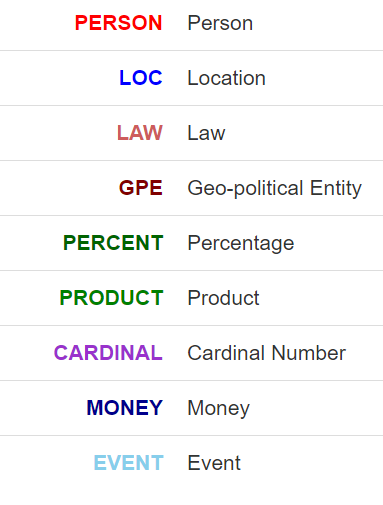 PERSON Person
LOC Location
LAW Law
GPE Geo-political Entity
PERCENT Percentage
PRODUCT Product
CARDINAL Cardinal Number
MONEY Money
EVENT Event